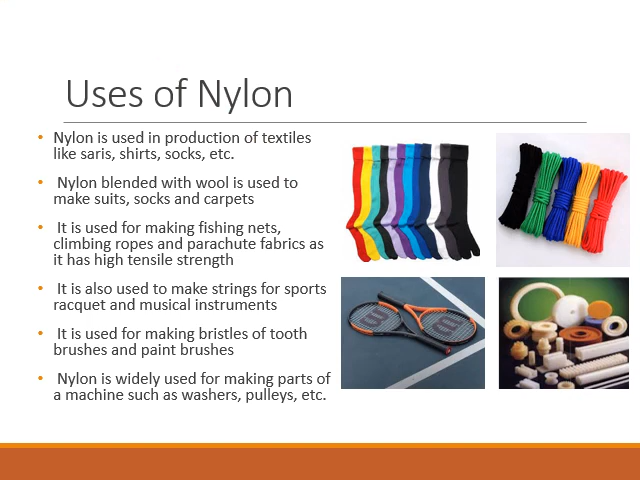 Uses of Nylon
• Nylon is used in production of textiles
like saris, shirts, socks, etc.
• Nylon blended with wool is used to
make suits, socks and carpets
• It is used for making fishing nets,
climbing ropes and parachute fabrics as
it has high tensile strength
• It is also used to make strings for sports
racquet and musical instruments
• It is used for making bristles of tooth
brushes and paint brushes
• Nylon is widely used for making parts of
a machine such as washers, pulleys, etc.